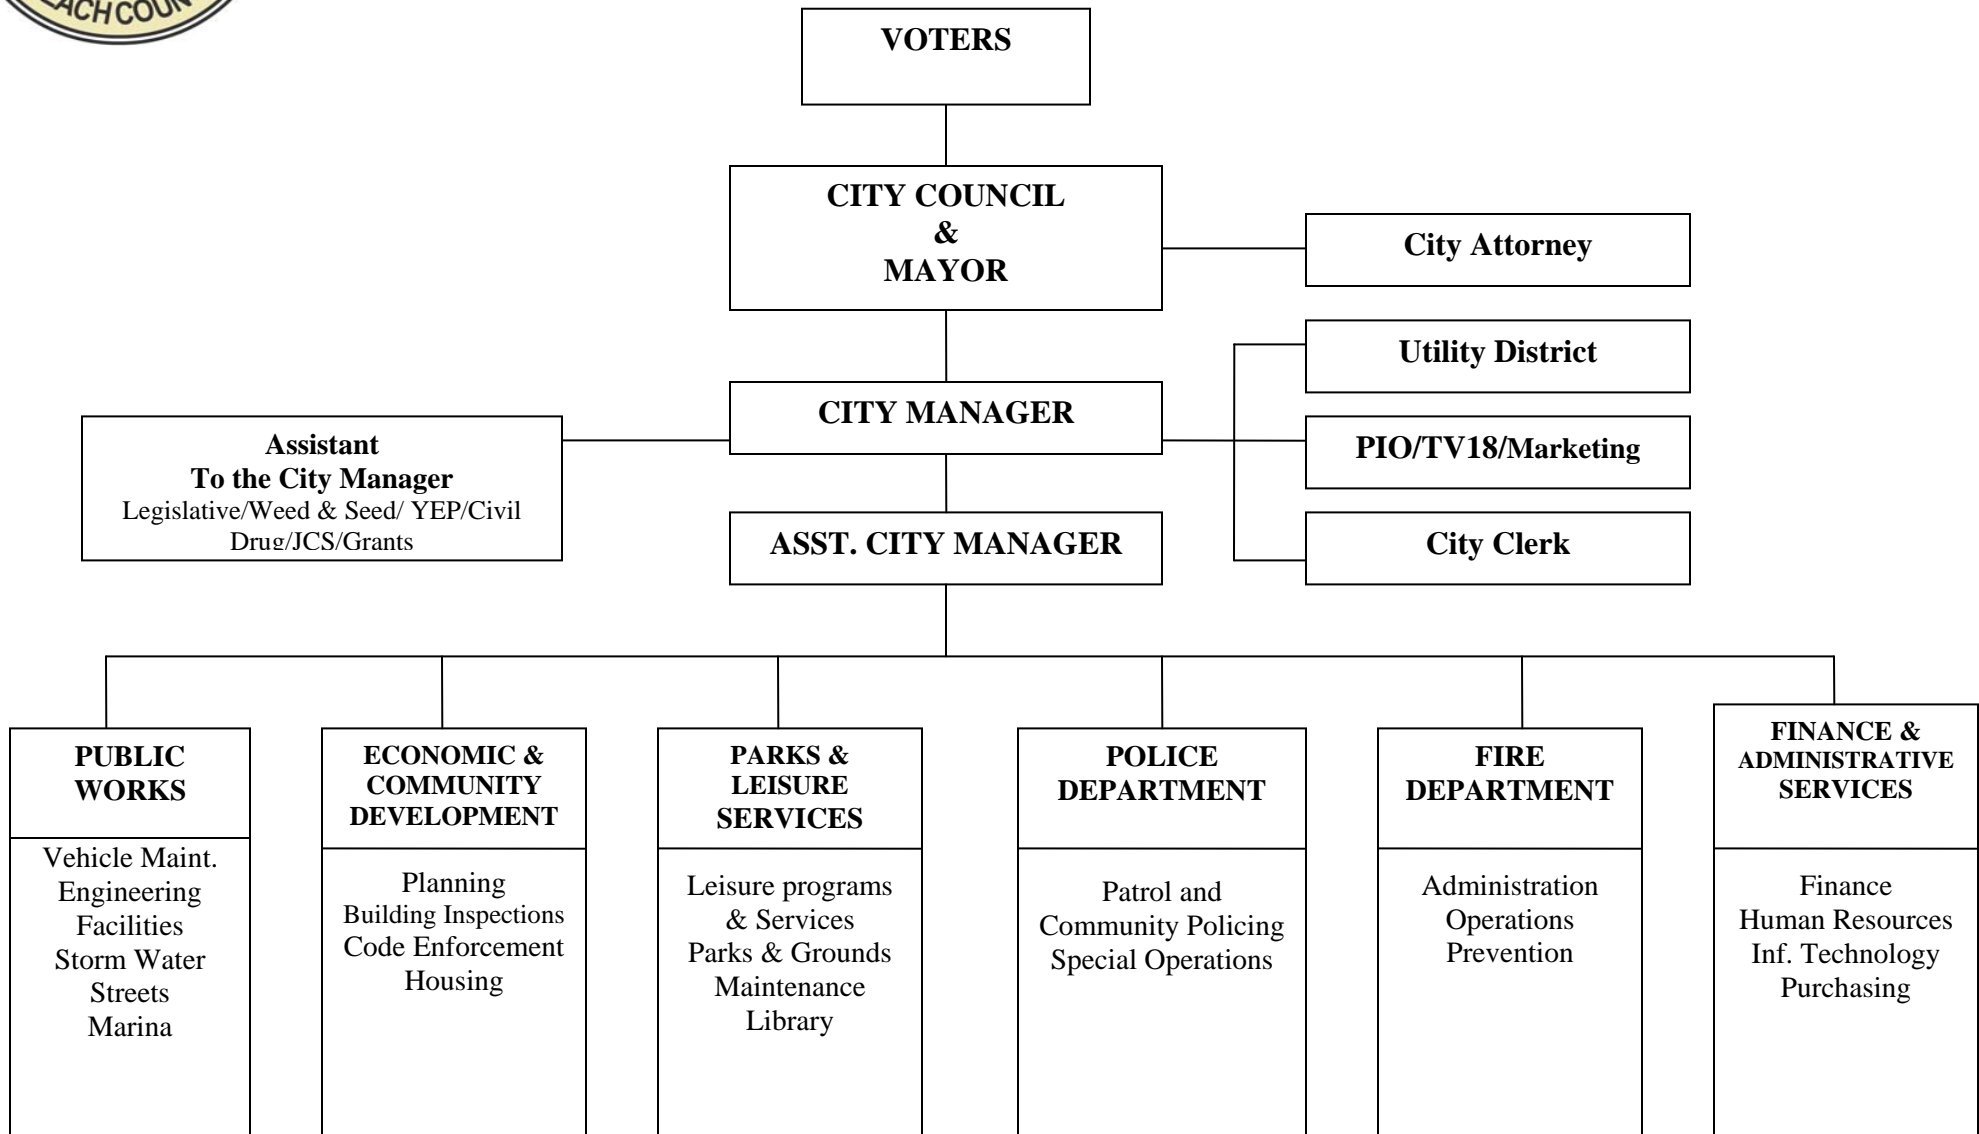 VOTERS
CITY COUNCIL
&
MAYOR
City Attorney
Utility District
CITY MANAGER
PIO/TV18/Marketing
Assistant
To the City Manager
Legislative/Weed & Seed/ YEP/Civil
Drug/JCS/Grants
ASST. CITY MANAGER
City Clerk
PUBLIC
WORKS
Vehicle Maint.
Engineering
Facilities
Storm Water
Streets
Marina
ECONOMIC &
COMMUNITY
DEVELOPMENT
Planning
Building Inspections
Code Enforcement
Housing
PARKS &
LEISURE
SERVICES
Leisure programs
& Services
Parks & Grounds
Maintenance
Library
POLICE
DEPARTMENT
Patrol and
Community Policing
Special Operations
FIRE
DEPARTMENT
Administration
Operations
Prevention
FINANCE &
ADMINISTRATIVE
SERVICES
Finance
Human Resources
Inf. Technology
Purchasing